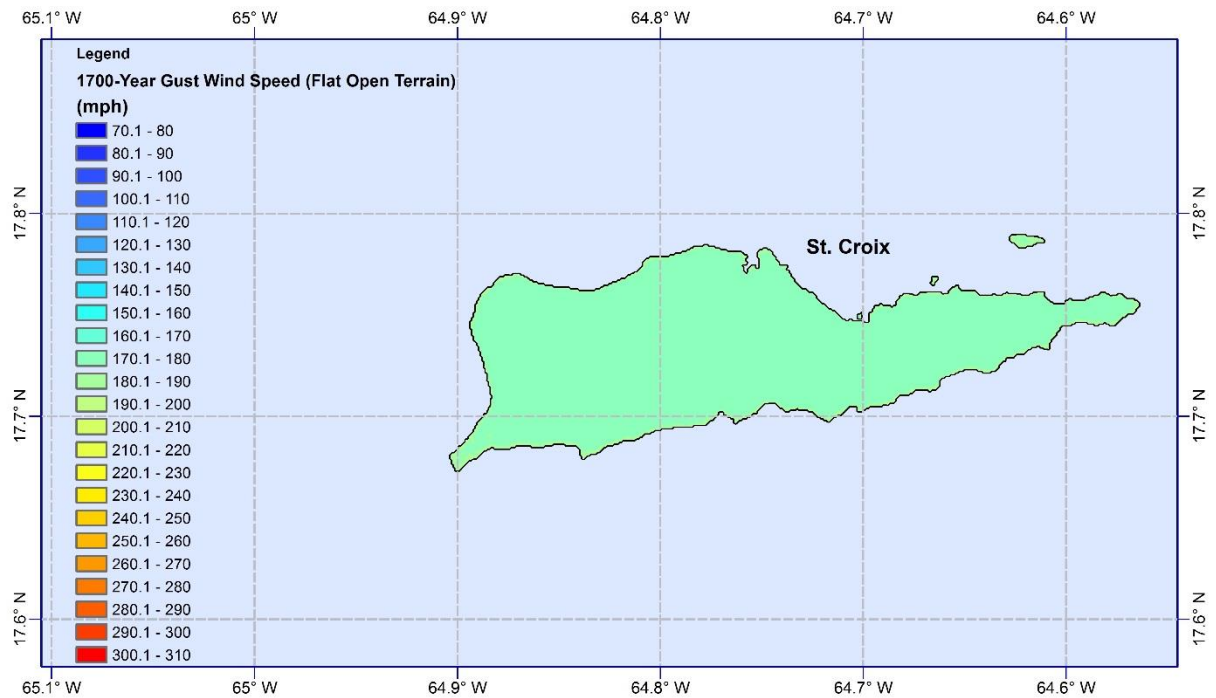 65.1° W 65° W 64.9° W 64.8° W 64.7° W 64.6° W
Legend
1700-Year Gust Wind Speed (Flat Open Terrain)
(mph)
70.1 - 80
80.1 - 90
90.1 - 100
100.1 - 110
110.1 - 120
120.1 - 130
130.1 - 140
140.1 - 150
150.1 - 160
160.1 - 170
170.1 - 180
180.1 - 190
190.1 - 200
200.1 - 210
210.1 - 220
220.1 - 230
230.1 - 240
240.1 - 250
250.1 - 260
260.1 - 270
270.1 - 280
280.1 - 290
290.1 - 300
300.1 - 310
17.8° N
17.7° N
17.6° N
St. Croix
17.8° N
17.7° N
17.6° N
65.1° W 65° W 64.9° W 64.8° W 64.7° W 64.6° W